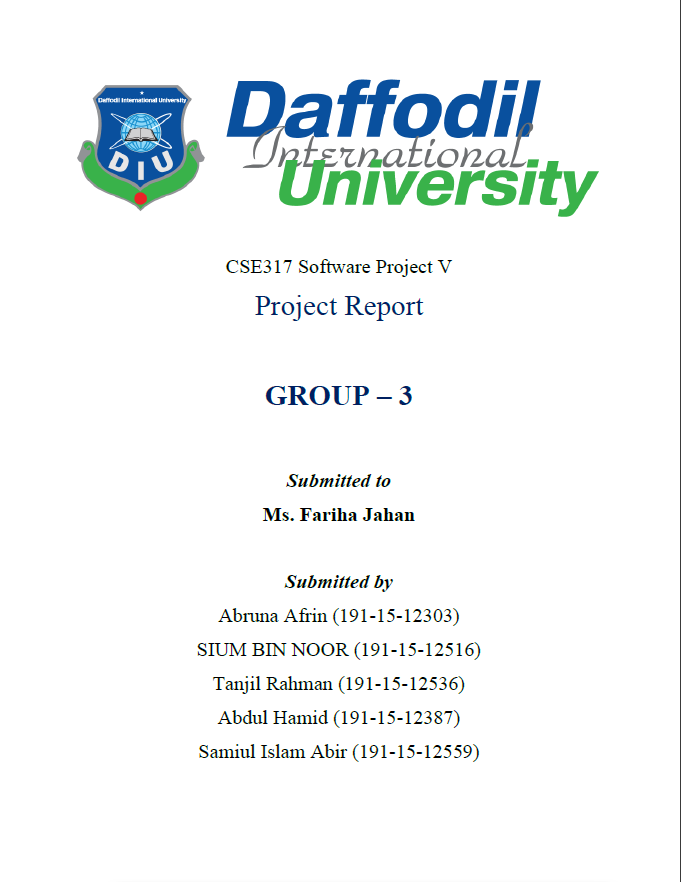 Daffodil International University
DIU
Daffodil
International
University
CSE317 Software Project V
Project Report
GROUP – 3
Submitted to
Ms. Fariha Jahan
Submitted by
Abruna Afrin (191-15-12303)
SIUM BIN NOOR (191-15-12516)
Tanjil Rahman (191-15-12536)
Abdul Hamid (191-15-12387)
Samiul Islam Abir (191-15-12559)